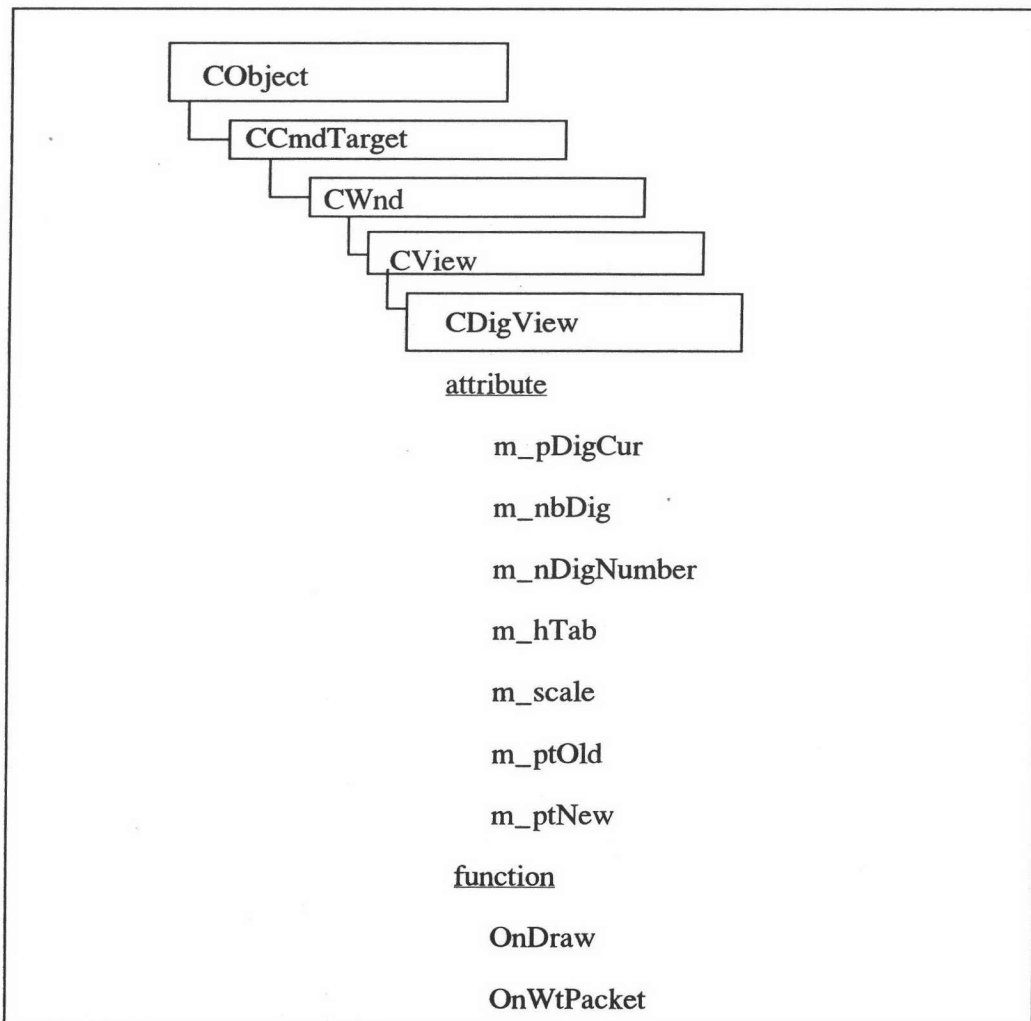 CObject
CCmdTarget
CWnd
CView
CDigView
attribute
m_pDigCur
m_nbDig
m_nDigNumber
m_hTab
m_scale
m_ptOld
m_ptNew
function
OnDraw
OnWtPacket